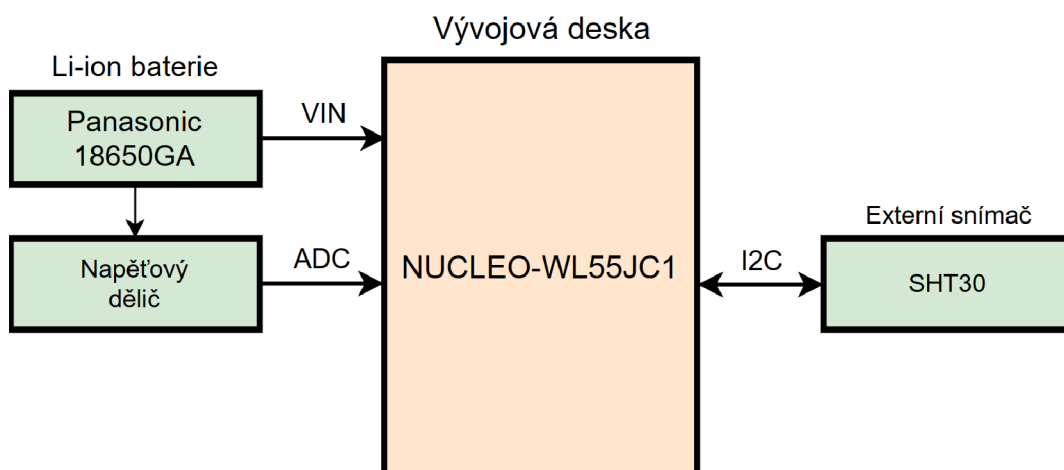 Vývojová deska
Li-ion baterie
Panasonic
18650GA
VIN
Napěťový
dělič
ADC
NUCLEO-WL55JC1
I2C
Externí snímač
SHT30